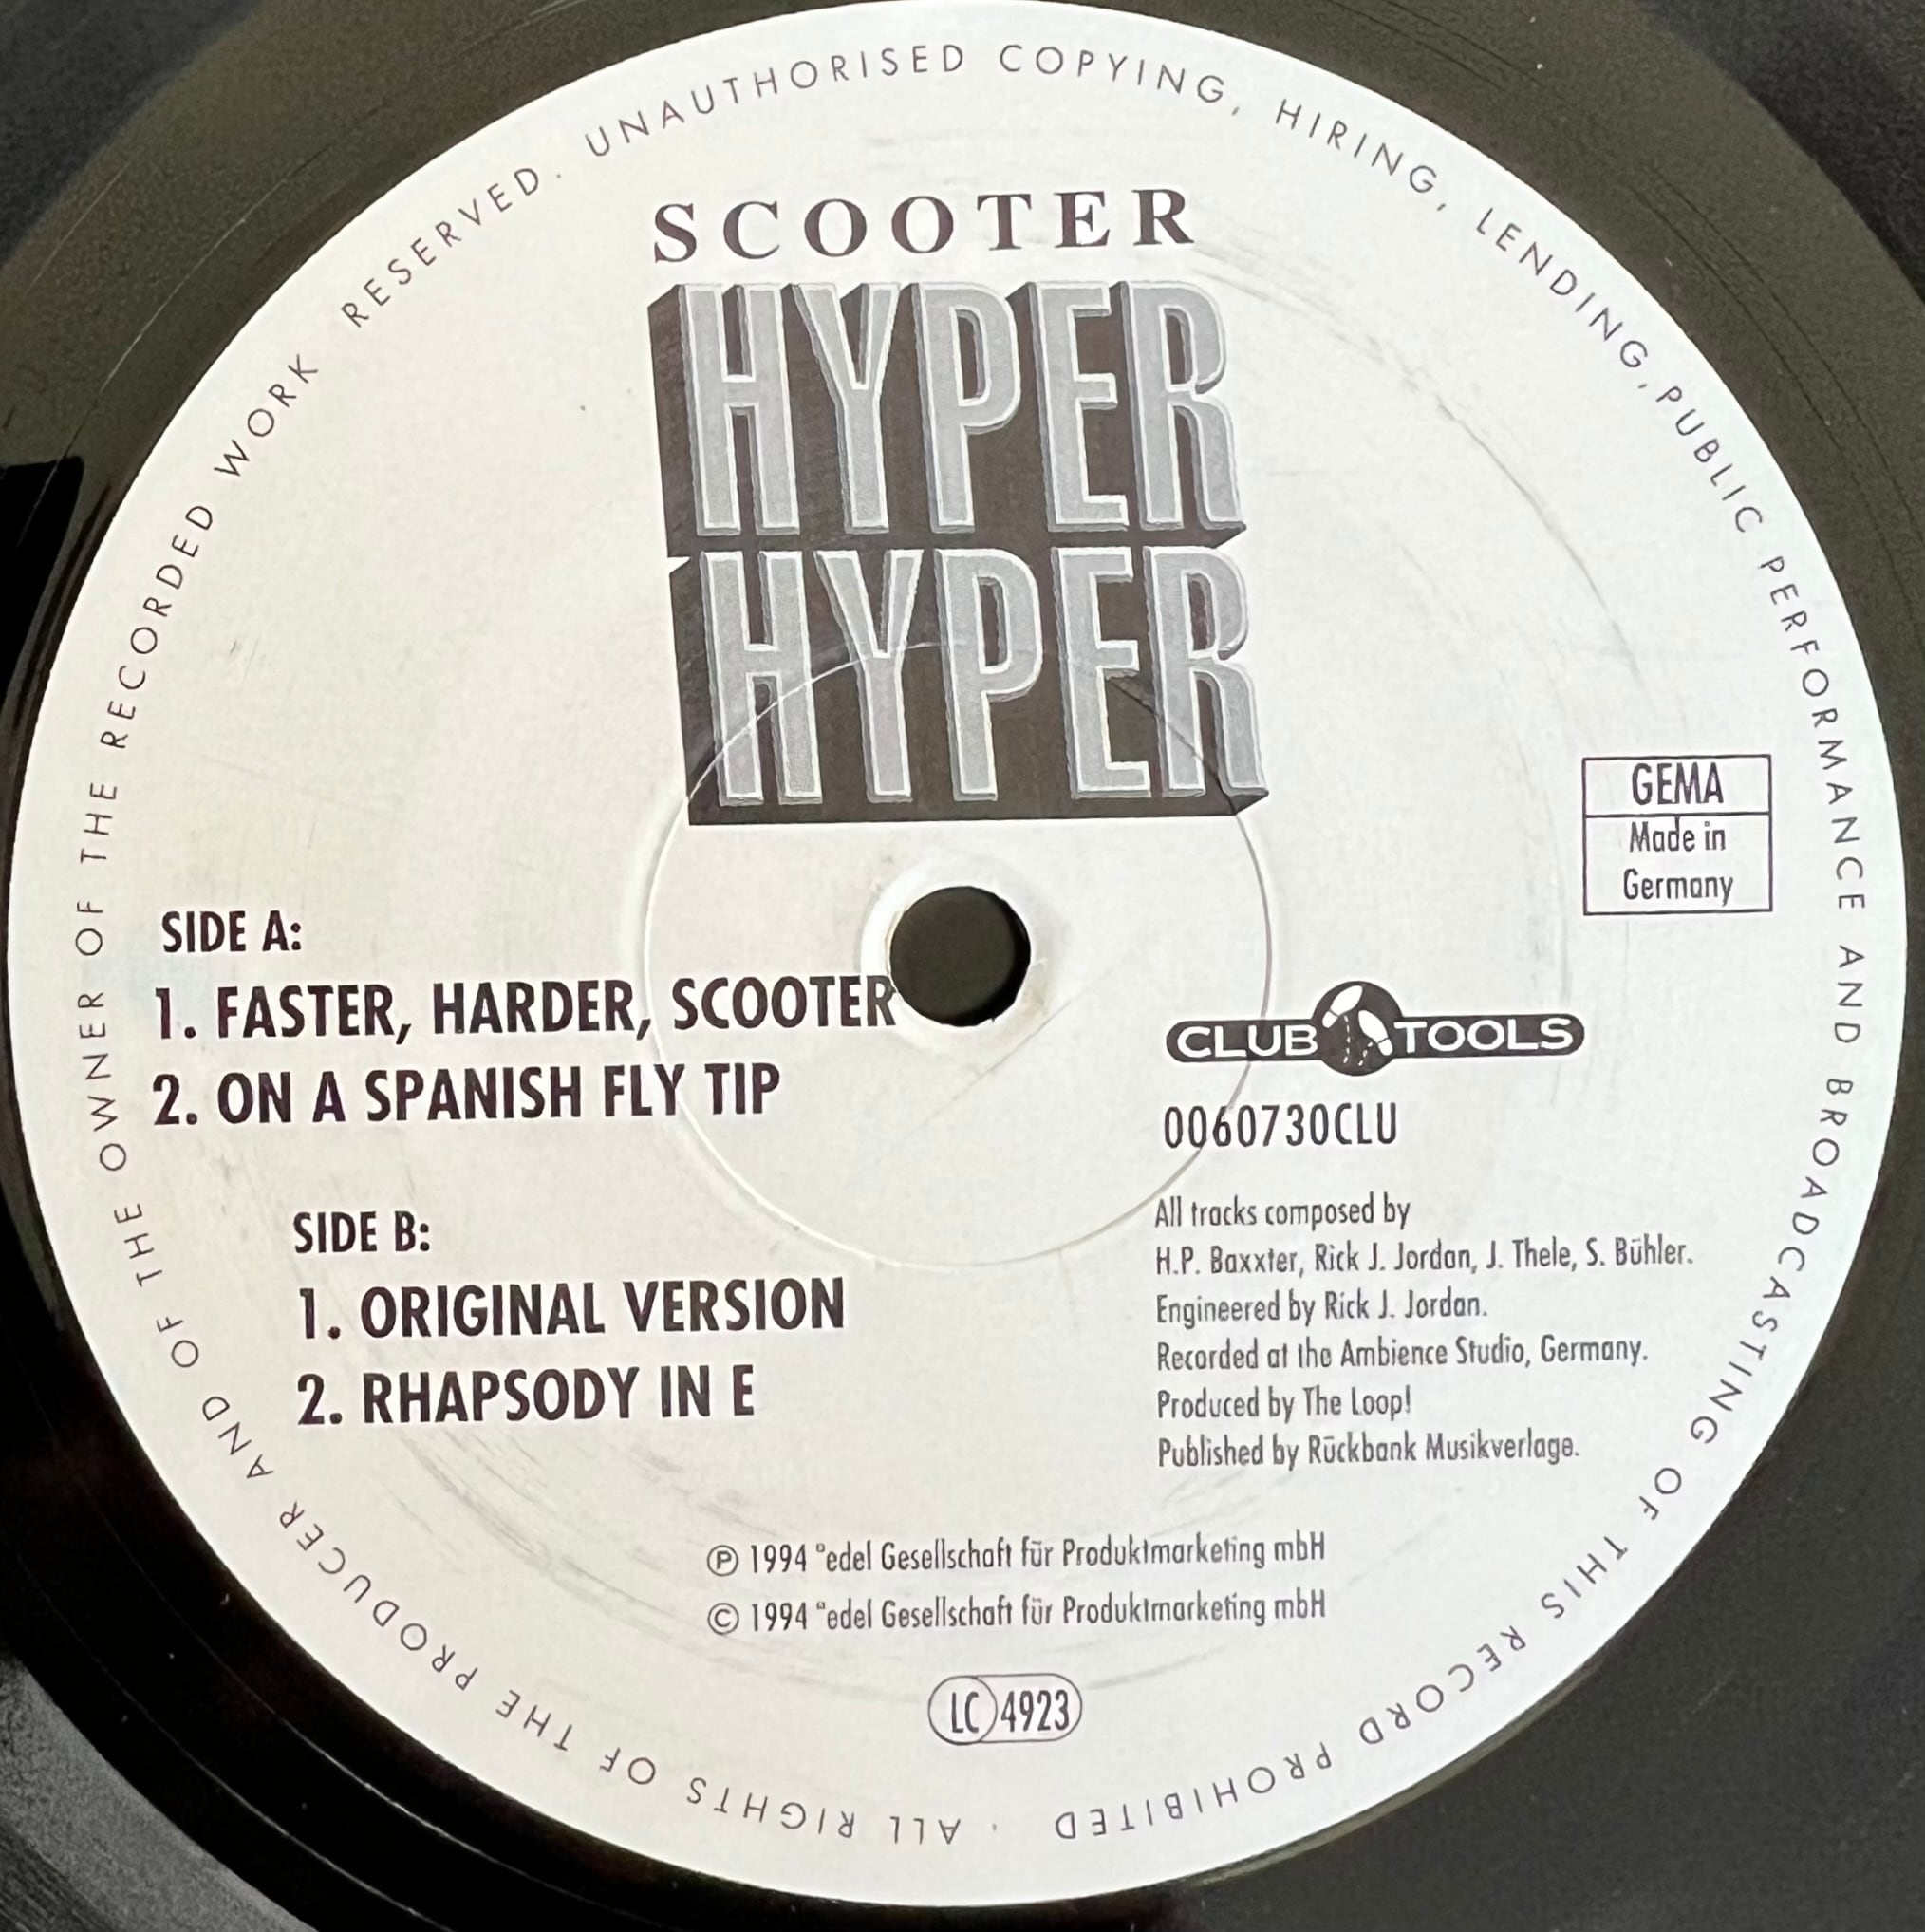 SCOOTER
HYPER
HYPER
GEMA
Made in
Germany
SIDE A:
1. FASTER, HARDER, SCOOTER
2. ON A SPANISH FLY TIP
SIDE B:
1. ORIGINAL VERSION
2. RHAPSODY IN E
CLUB TOOLS
0060730CLU
All tracks composed by
H.P. Baxxter, Rick J. Jordan, J. Thele, S. Bühler.
Engineered by Rick J. Jordan.
Recorded at the Ambience Studio, Germany.
Produced by The Loop!
Published by Rückbank Musikverlage.
Ⓟ 1994 "edel Gesellschaft für Produktmarketing mbH
© 1994 "edel Gesellschaft für Produktmarketing mbH
LC 4923
· ALL RIGHTS OF THE PRODUCER AND OF THE OWNER OF THE RECORDED WORK RESERVED. UNAUTHORISED COPYING, HIRING, LENDING, PUBLIC PERFORMANCE AND BROADCASTING OF THIS RECORD PROHIBITED